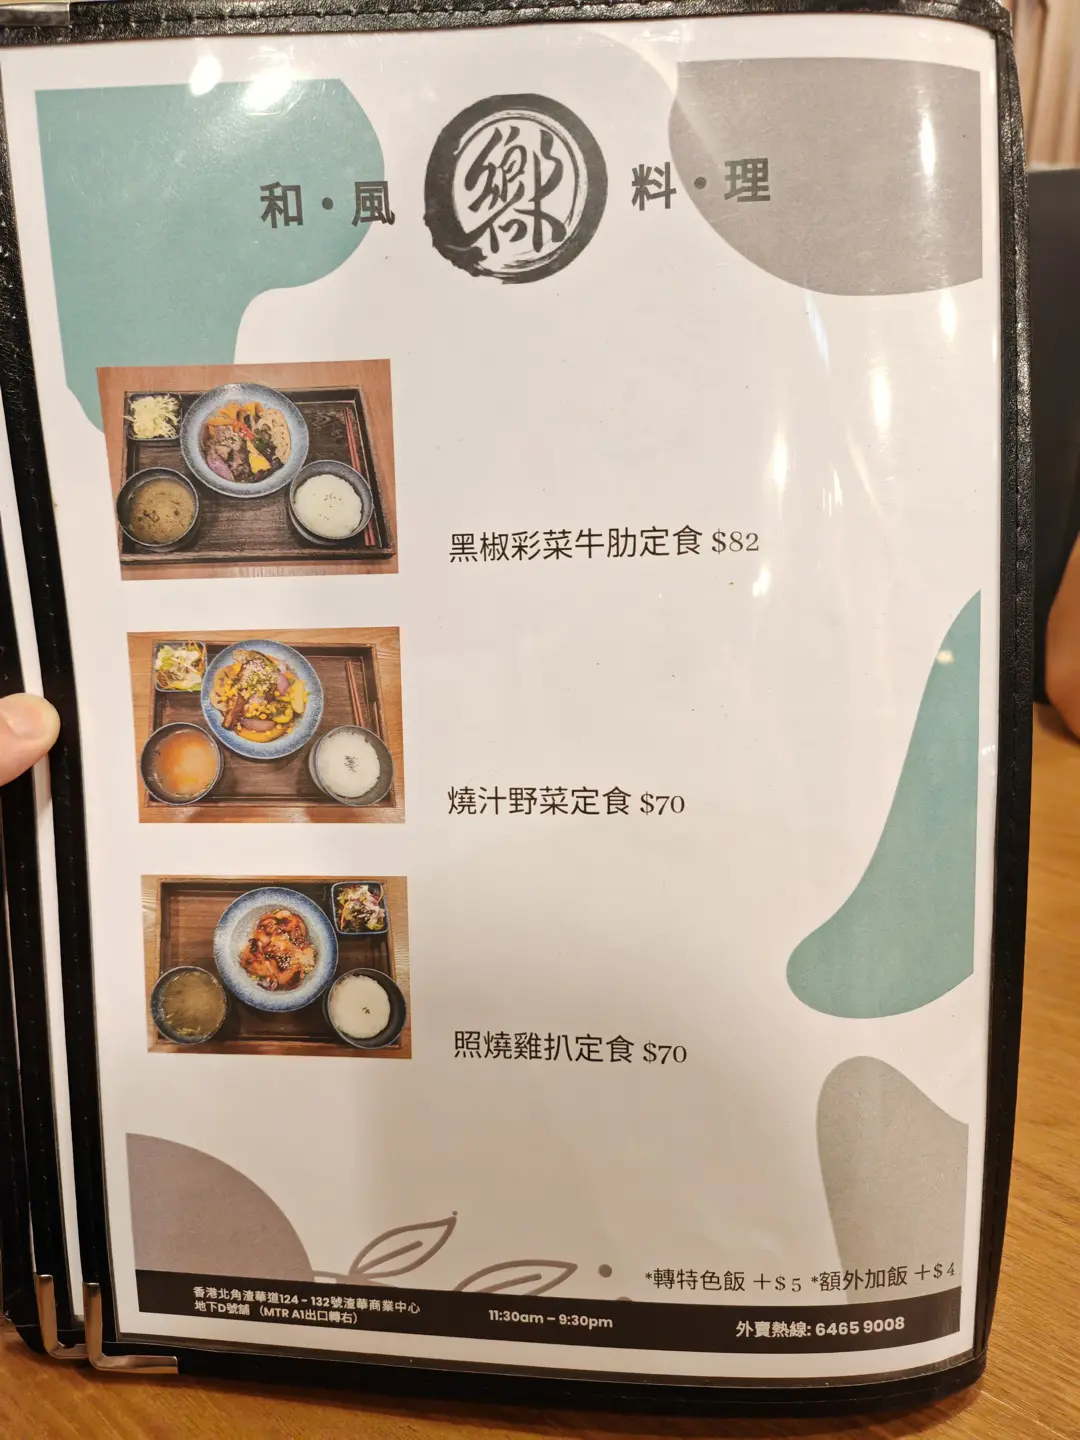 和·風 鄉 料·理
黑椒彩菜牛肋定食 $82
燒汁野菜定食 $70
照燒雞扒定食 $70
*轉特色飯 +$5 *額外加飯 +$4
香港北角渣華道124 - 132號渣華商業中心
地下D號舖 （MTR A1出口轉右）
11:30am – 9:30pm
外賣熱線: 6465 9008